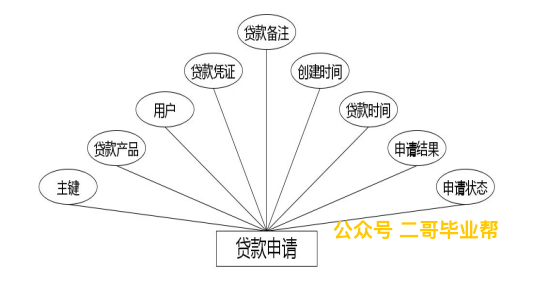 贷款备注
贷款凭证
创建时间
用户
贷款时间
贷款产品
申请结果
主键
申请状态
公众号 二哥毕业帮
贷款申请